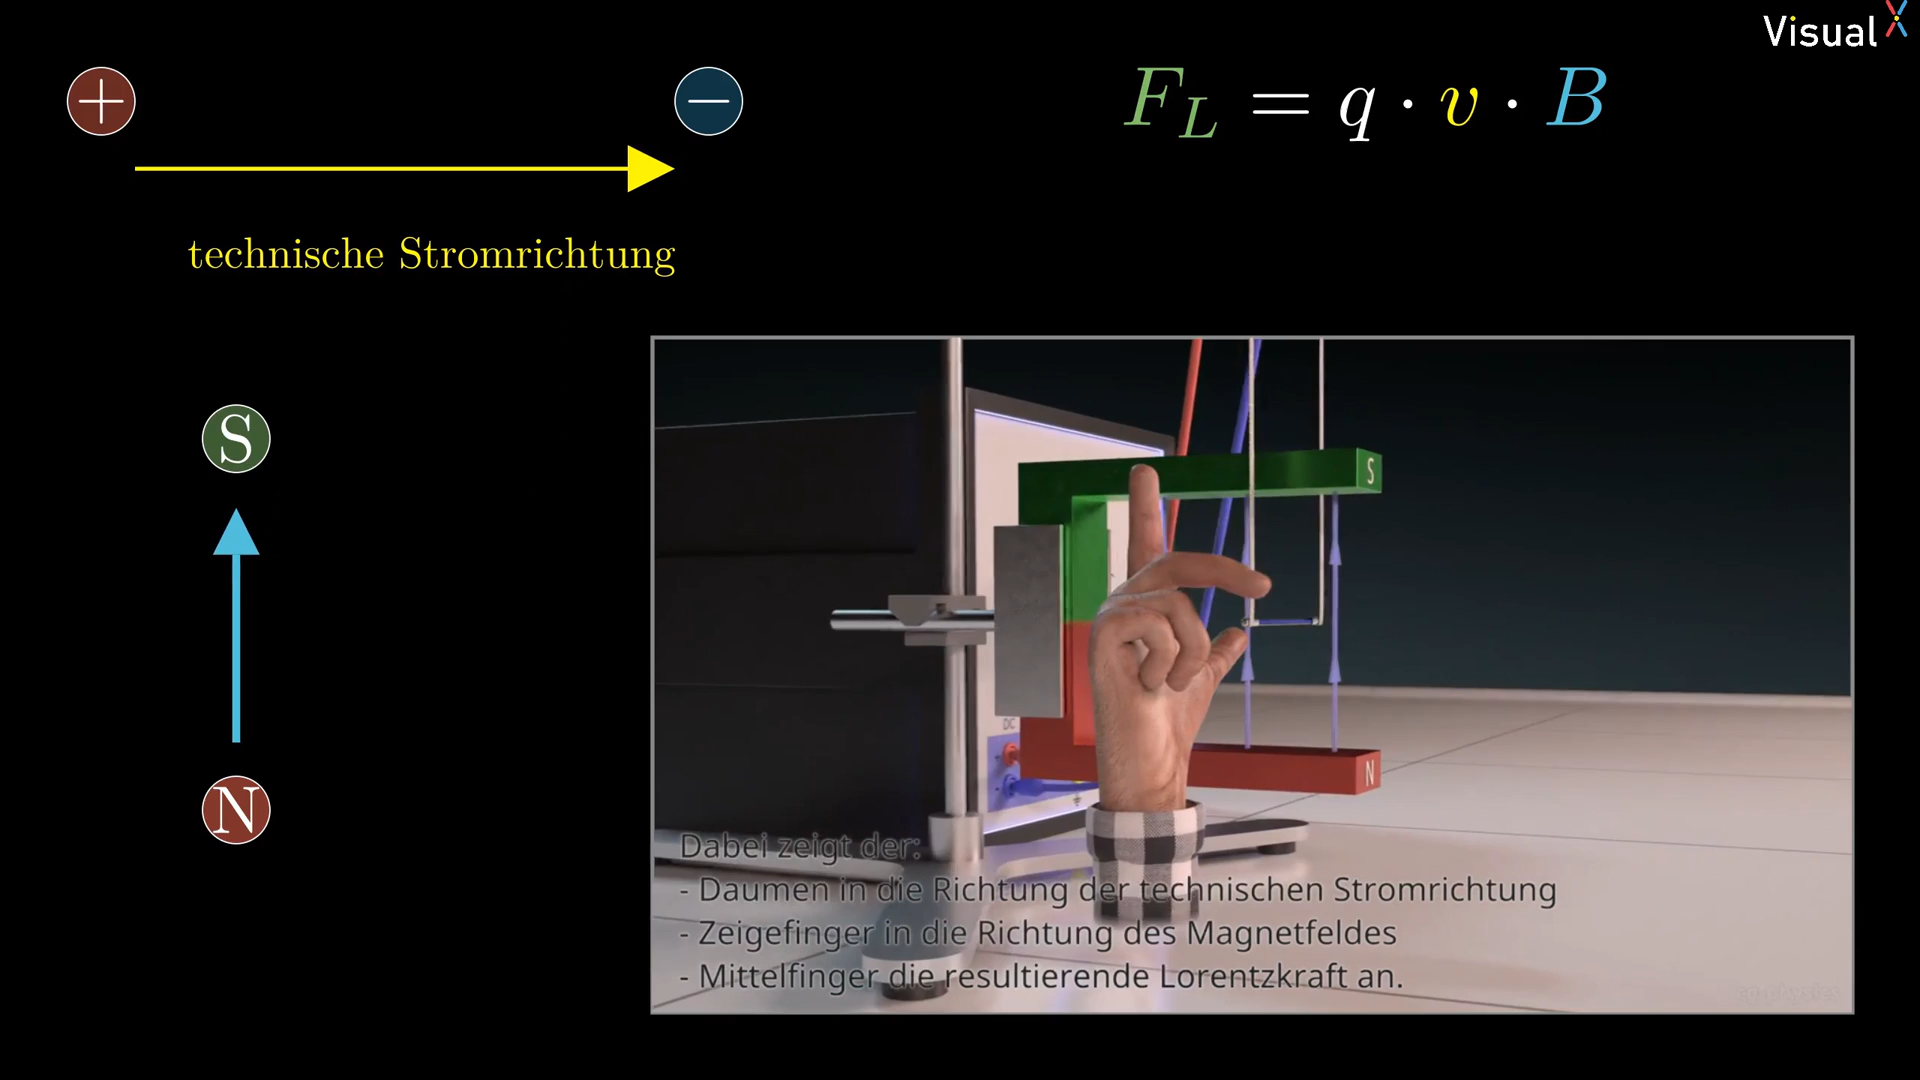 Visual X
+ −
F_L = q · v · B
technische Stromrichtung
S
N
S
N
DC
Dabei zeigt der:
- Daumen in die Richtung der technischen Stromrichtung
- Zeigefinger in die Richtung des Magnetfeldes
- Mittelfinger die resultierende Lorentzkraft an.